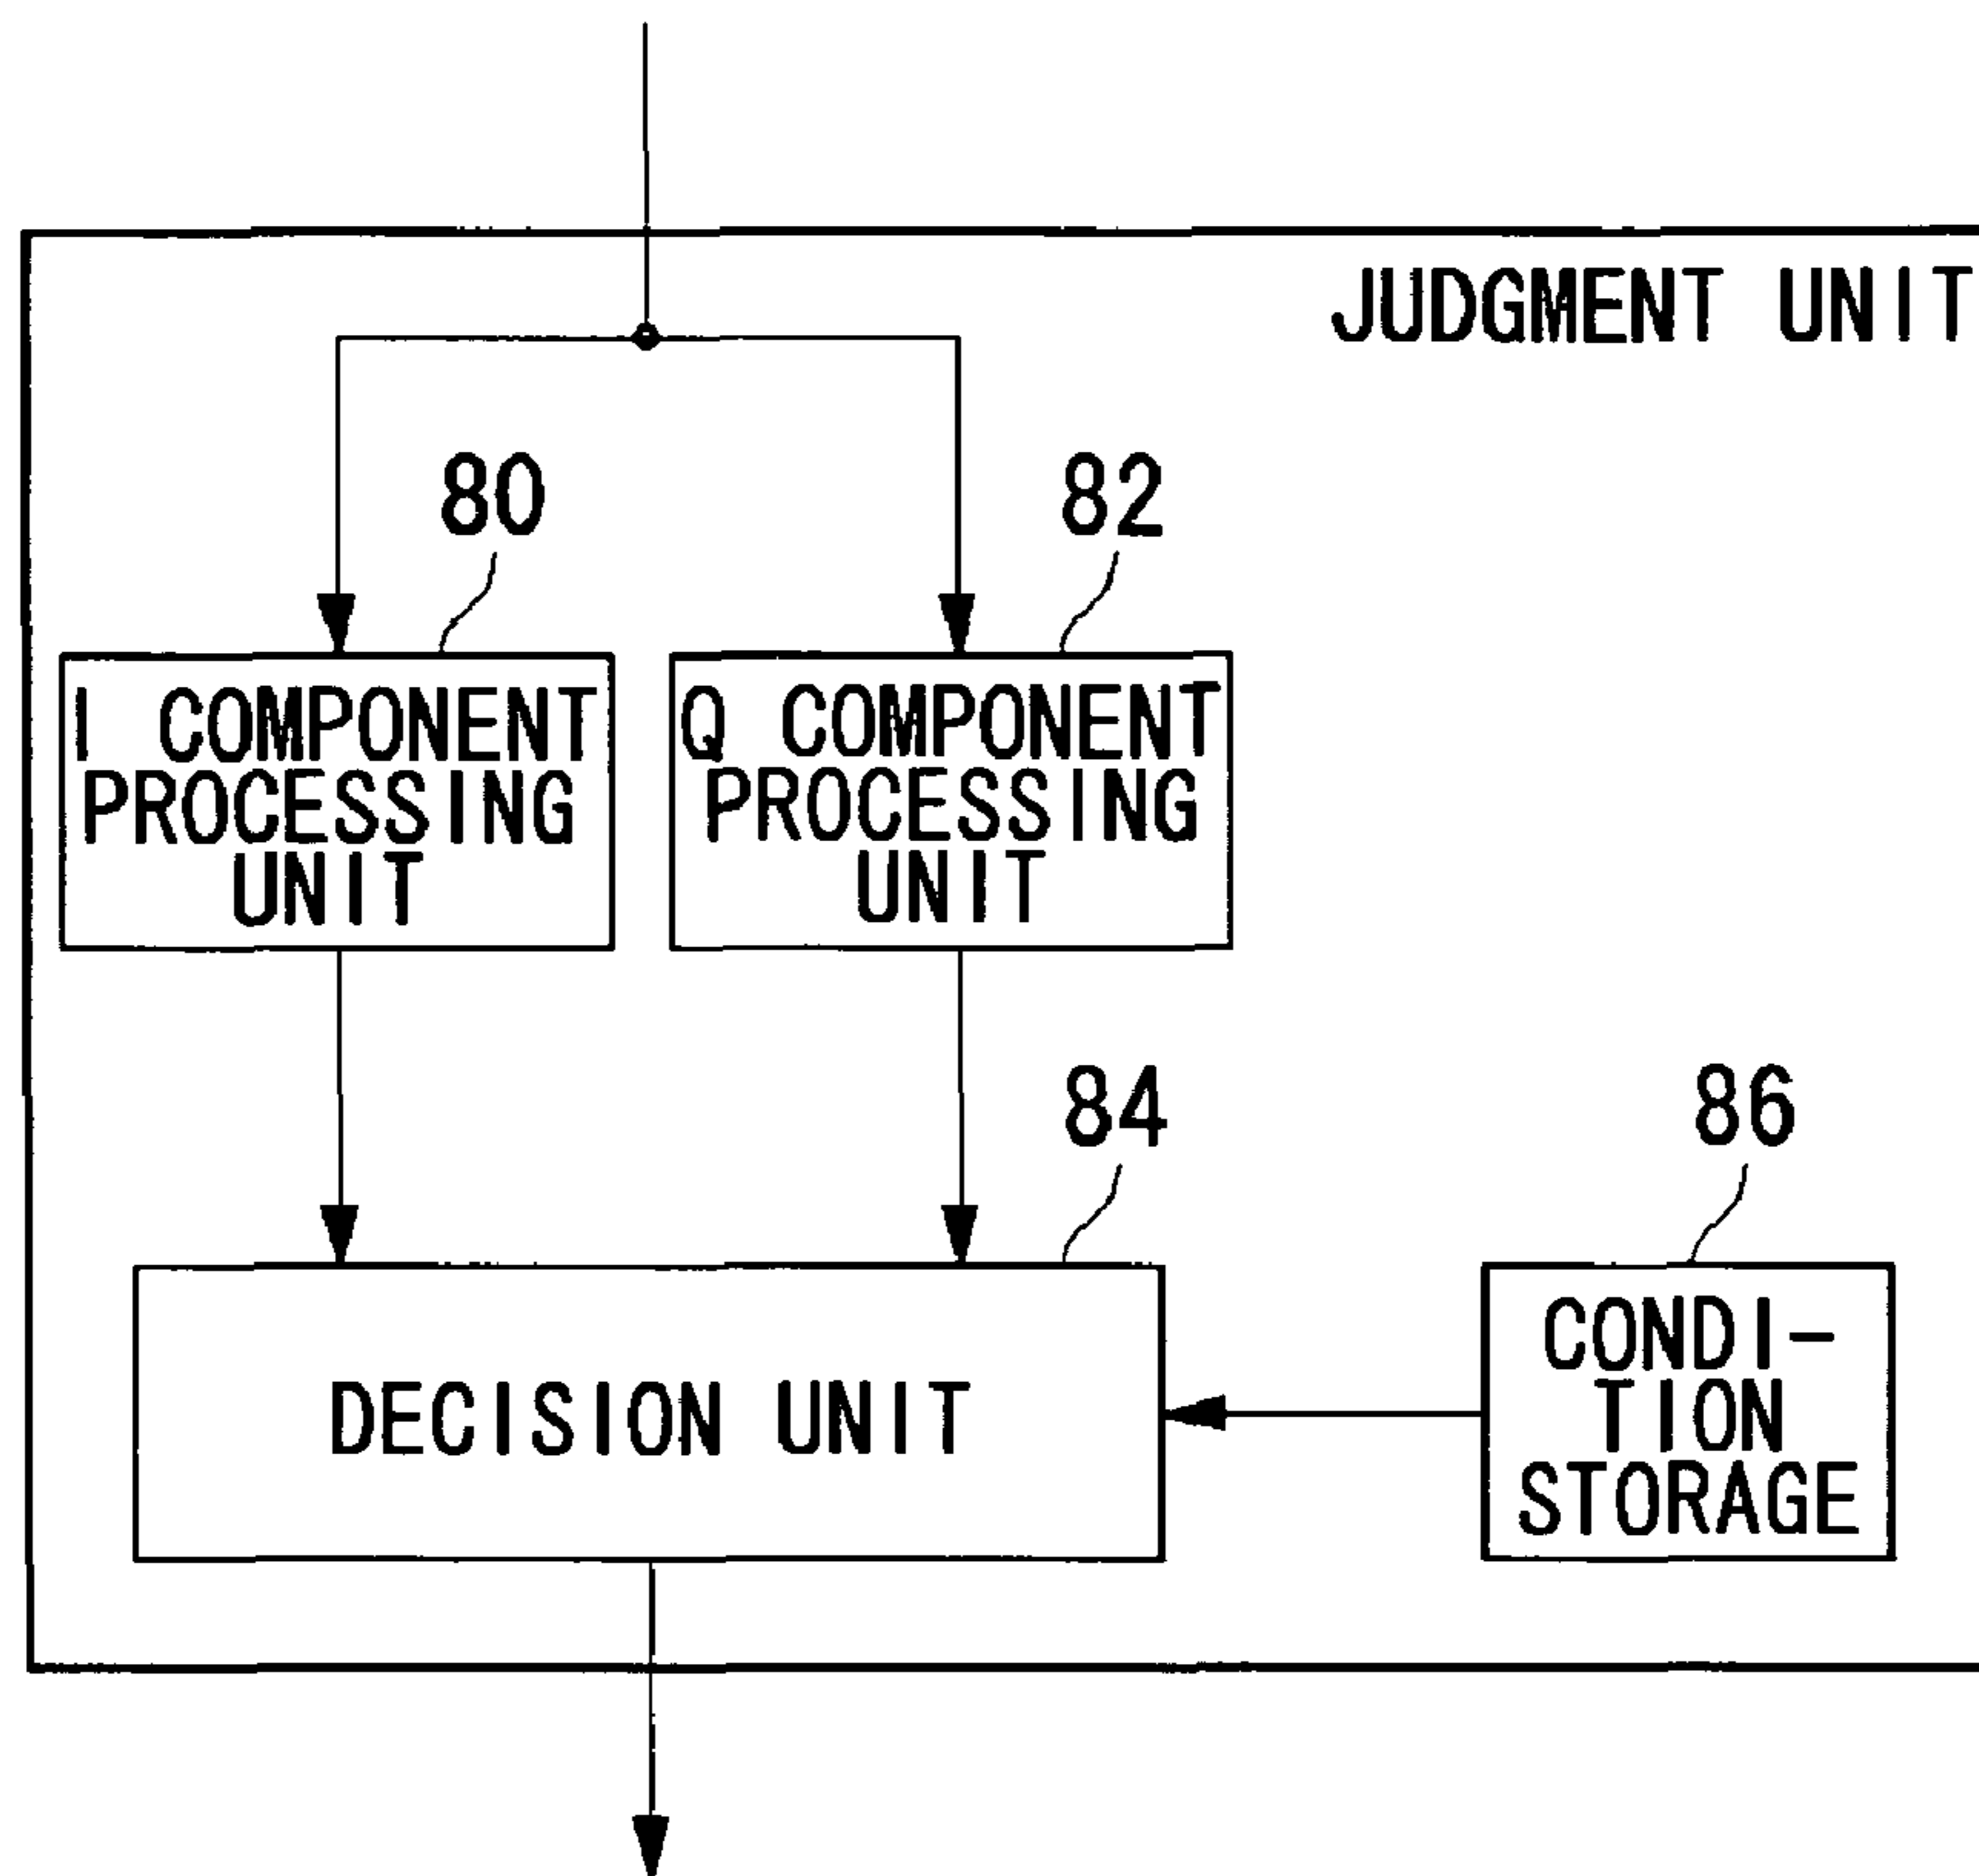 JUDGMENT UNIT
80
82
I COMPONENT
PROCESSING
UNIT
Q COMPONENT
PROCESSING
UNIT
84
86
DECISION UNIT
CONDI-
TION
STORAGE